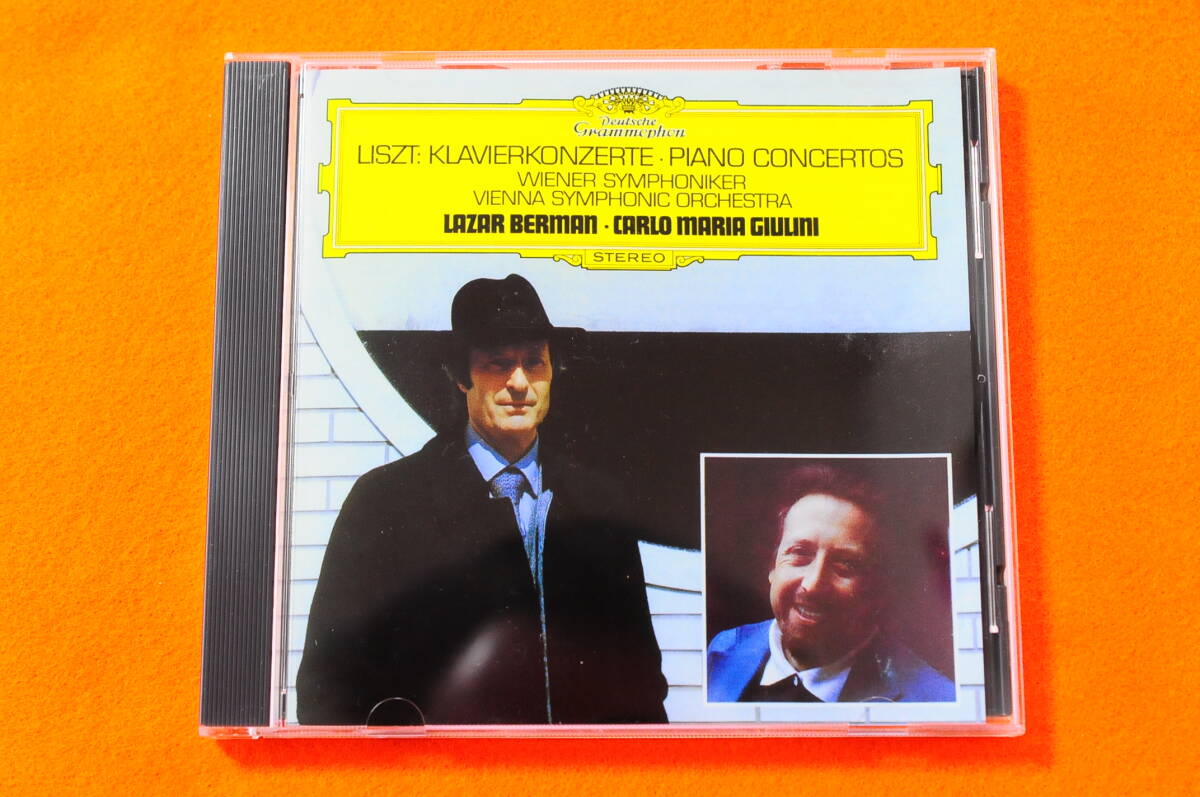 Deutsche
Grammophon
LISZT: KLAVIERKONZERTE · PIANO CONCERTOS
WIENER SYMPHONIKER
VIENNA SYMPHONIC ORCHESTRA
LAZAR BERMAN · CARLO MARIA GIULINI
STEREO